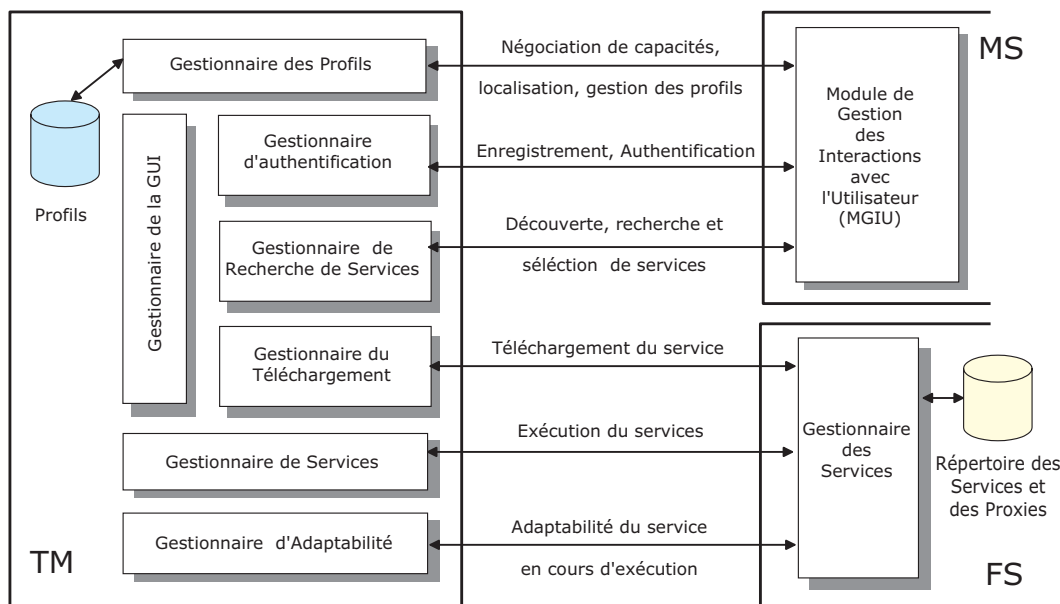 MS
Gestionnaire des Profils
Négociation de capacités,
localisation, gestion des profils
Module de
Gestion
des
Interactions
avec
l'Utilisateur
(MGIU)
Gestionnaire
d'authentification
Enregistrement, Authentification
Profils
Gestionnaire de la GUI
Gestionnaire de
Recherche de Services
Découverte, recherche et
séléction de services
Gestionnaire du
Téléchargement
Téléchargement du service
Gestionnaire de Services
Exécution du services
Gestionnaire
des
Services
Répertoire des
Services et
des Proxies
Gestionnaire d'Adaptabilité
Adaptabilité du service
en cours d'exécution
TM
FS